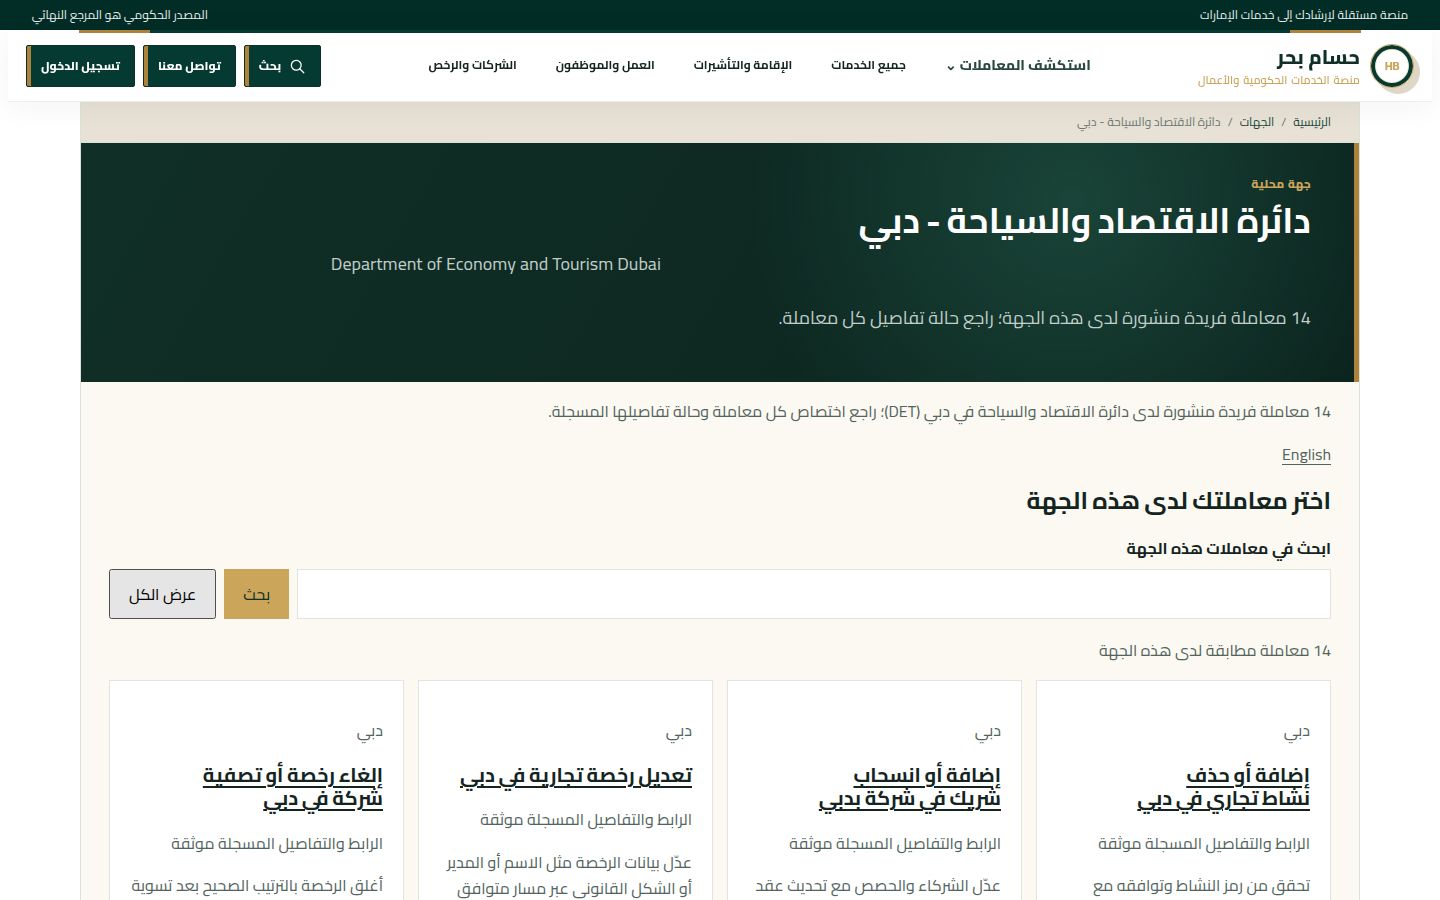 منصة مستقلة لإرشادك إلى خدمات الإمارات
المصدر الحكومي هو المرجع النهائي
HB
حسام بحر
منصة الخدمات الحكومية والأعمال
استكشف المعاملات
جميع الخدمات
الإقامة والتأشيرات
العمل والموظفون
الشركات والرخص
بحث
تواصل معنا
تسجيل الدخول
الرئيسية / الجهات / دائرة الاقتصاد والسياحة - دبي
جهة محلية
دائرة الاقتصاد والسياحة - دبي
Department of Economy and Tourism Dubai
14 معاملة فريدة منشورة لدى هذه الجهة؛ راجع حالة تفاصيل كل معاملة.
14 معاملة فريدة منشورة لدى دائرة الاقتصاد والسياحة في دبي (DET)؛ راجع اختصاص كل معاملة وحالة تفاصيلها المسجلة.
English
اختر معاملتك لدى هذه الجهة
ابحث في معاملات هذه الجهة
بحث
عرض الكل
14 معاملة مطابقة لدى هذه الجهة
دبي
إضافة أو حذف
نشاط تجاري في دبي
الرابط والتفاصيل المسجلة موثقة
تحقق من رمز النشاط وتوافقه مع
دبي
إضافة أو انسحاب
شريك في شركة بدبي
الرابط والتفاصيل المسجلة موثقة
عدّل الشركاء والحصص مع تحديث عقد
دبي
تعديل رخصة تجارية في دبي
الرابط والتفاصيل المسجلة موثقة
عدّل بيانات الرخصة مثل الاسم أو المدير
أو الشكل القانوني عبر مسار متوافق
دبي
إلغاء رخصة أو تصفية
شركة في دبي
الرابط والتفاصيل المسجلة موثقة
أغلق الرخصة بالترتيب الصحيح بعد تسوية